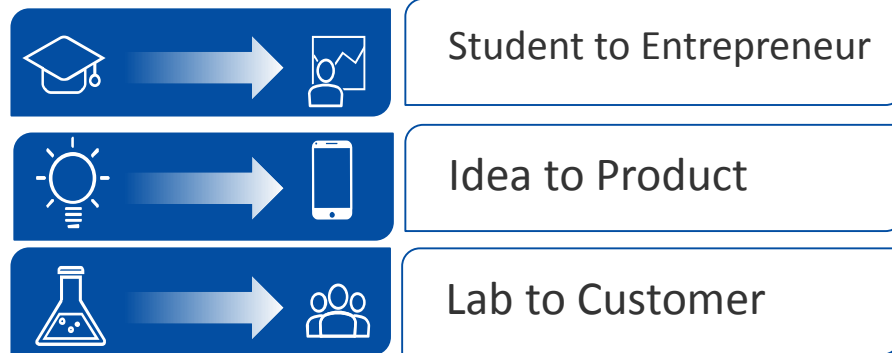 Student to Entrepreneur
Idea to Product
Lab to Customer